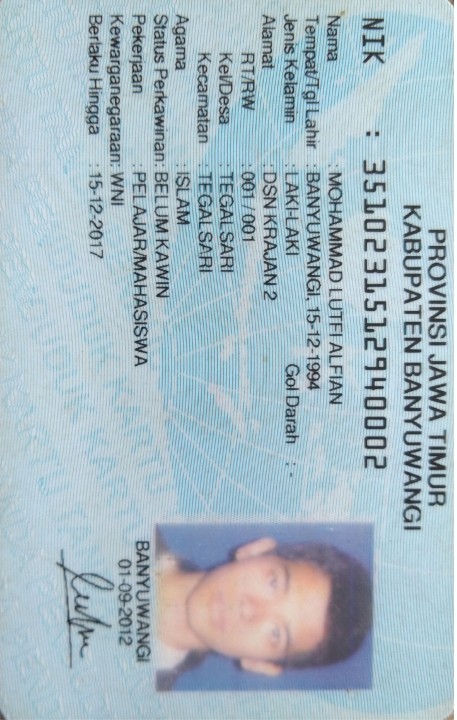 PROVINSI JAWA TIMUR
KABUPATEN BANYUWANGI
NIK : 3510231512940002
Nama : MOHAMMAD LUTFI ALFIAN
Tempat/Tgl Lahir : BANYUWANGI, 15-12-1994
Jenis Kelamin : LAKI-LAKI Gol Darah : -
Alamat : DSN KRAJAN 2
RT/RW : 001 / 001
Kel/Desa : TEGALSARI
Kecamatan : TEGALSARI
Agama : ISLAM
Status Perkawinan: BELUM KAWIN
Pekerjaan : PELAJAR/MAHASISWA
Kewarganegaraan: WNI
Berlaku Hingga : 15-12-2017
BANYUWANGI
01-09-2012